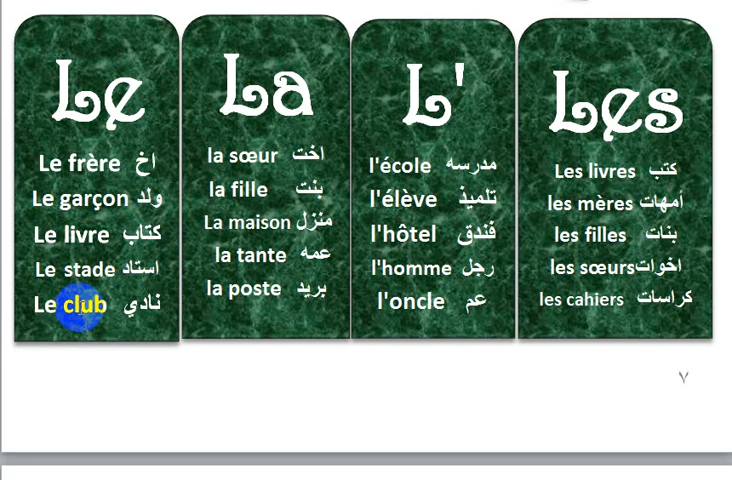 Le
Le frère اخ
Le garçon ولد
Le livre كتاب
Le stade استاد
Le club نادي
La
la sœur اخت
la fille بنت
La maison منزل
la tante عمه
la poste بريد
L'
l'école مدرسه
l'élève تلميذ
l'hôtel فندق
l'homme رجل
l'oncle عم
Les
Les livres كتب
les mères أمهات
les filles بنات
les sœurs اخوات
les cahiers كراسات
٧